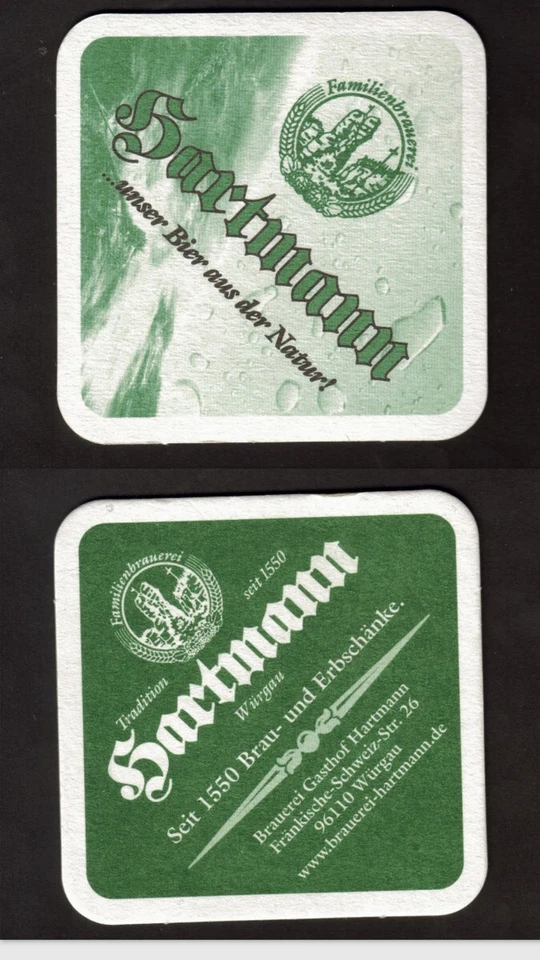 Familienbrauerei
Hartmann
...unser Bier aus der Natur!
Familienbrauerei
seit 1550
Tradition
Hartmann
Würgau
Seit 1550 Brau- und Erbschänke.
Brauerei Gasthof Hartmann
Fränkische-Schweiz-Str. 26
96110 Würgau
www.brauerei-hartmann.de